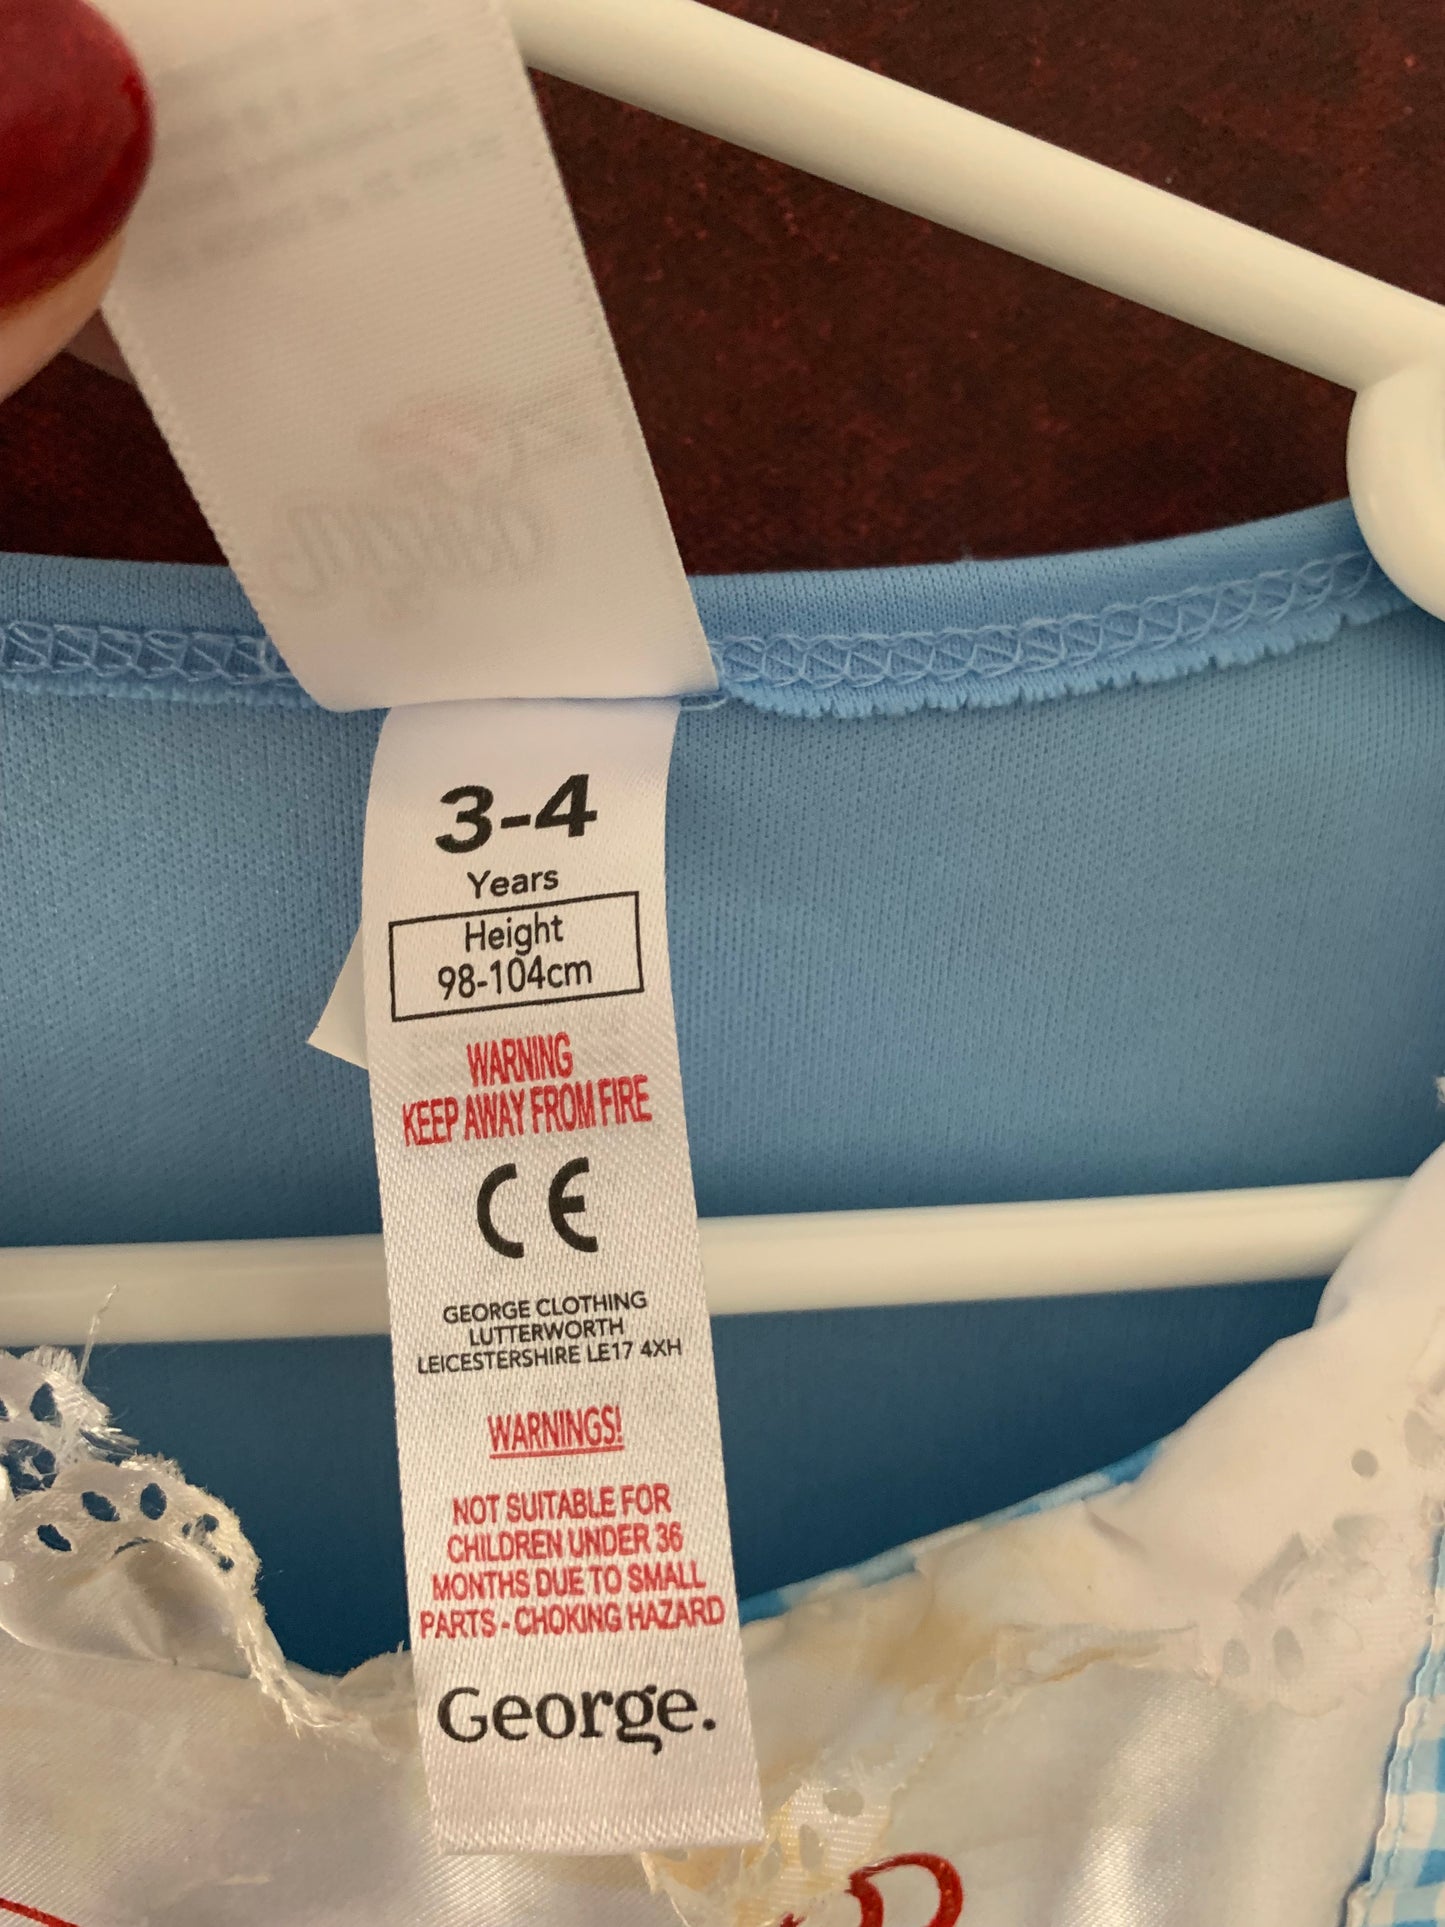 3-4
Years
Height
98-104cm
WARNING
KEEP AWAY FROM FIRE
CE
GEORGE CLOTHING
LUTTERWORTH
LEICESTERSHIRE LE17 4XH
WARNINGS!
NOT SUITABLE FOR
CHILDREN UNDER 36
MONTHS DUE TO SMALL
PARTS - CHOKING HAZARD
George.